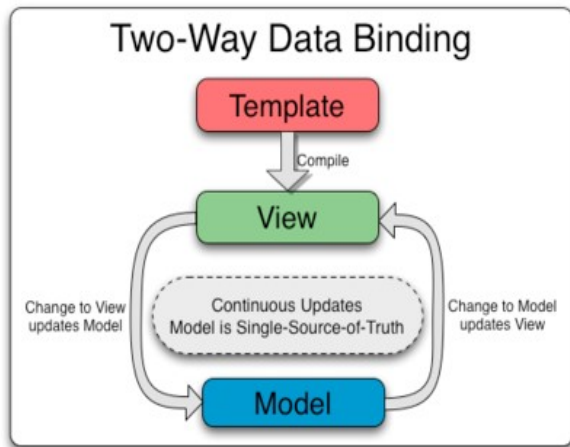 Two-Way Data Binding
Template
Compile
View
Change to View
updates Model
Continuous Updates
Model is Single-Source-of-Truth
Change to Model
updates View
Model